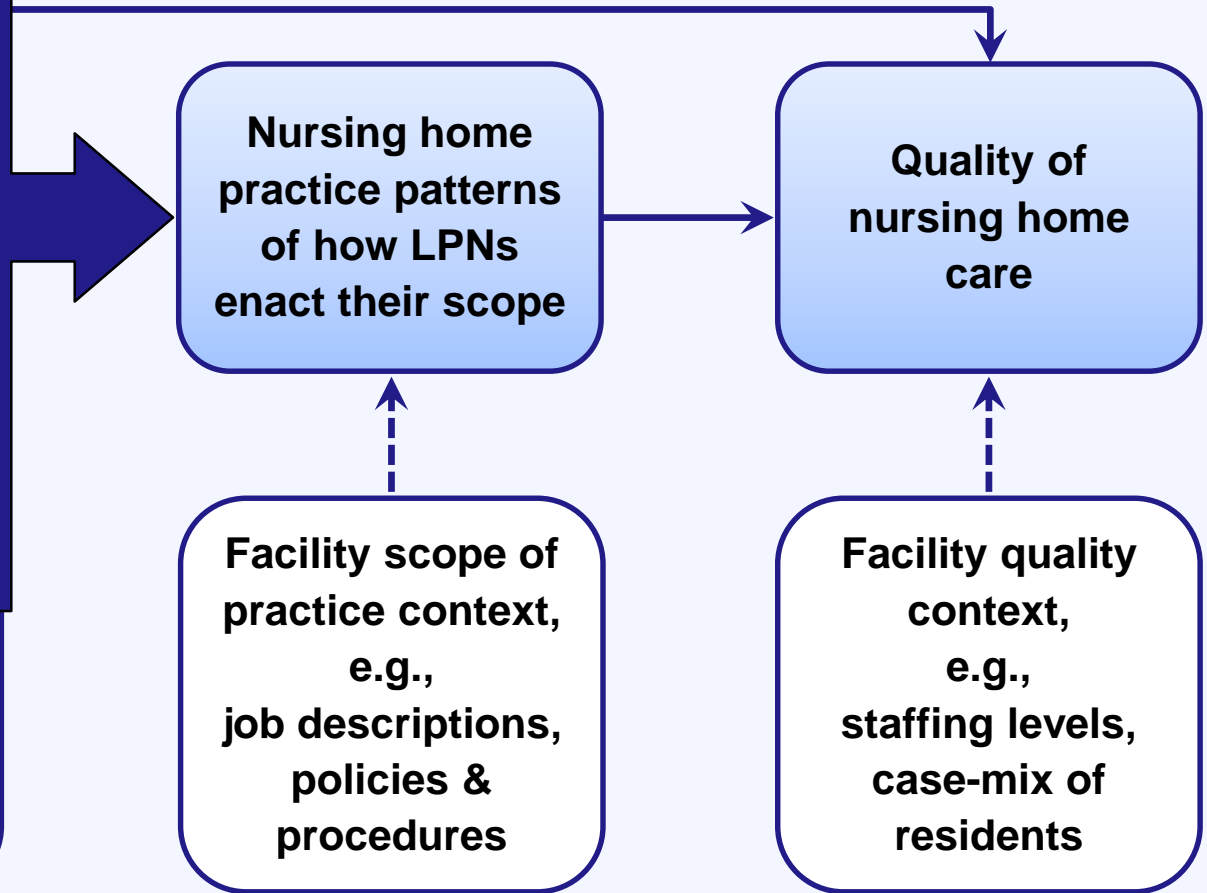 Nursing home
practice patterns
of how LPNs
enact their scope
Quality of
nursing home
care
Facility scope of
practice context,
e.g.,
job descriptions,
policies &
procedures
Facility quality
context,
e.g.,
staffing levels,
case-mix of
residents